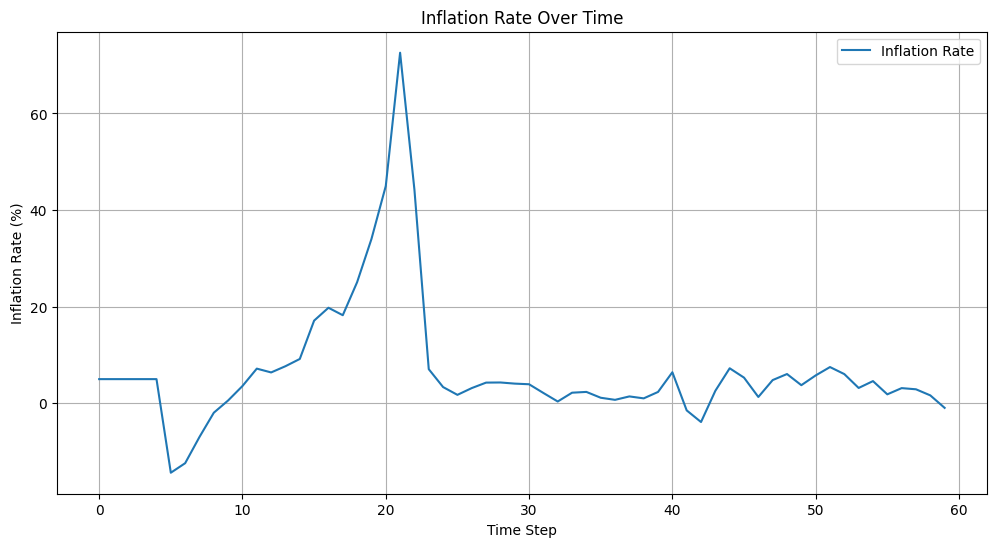 Inflation Rate Over Time
Inflation Rate
Inflation Rate (%)
60
40
20
0
0 10 20 30 40 50 60
Time Step